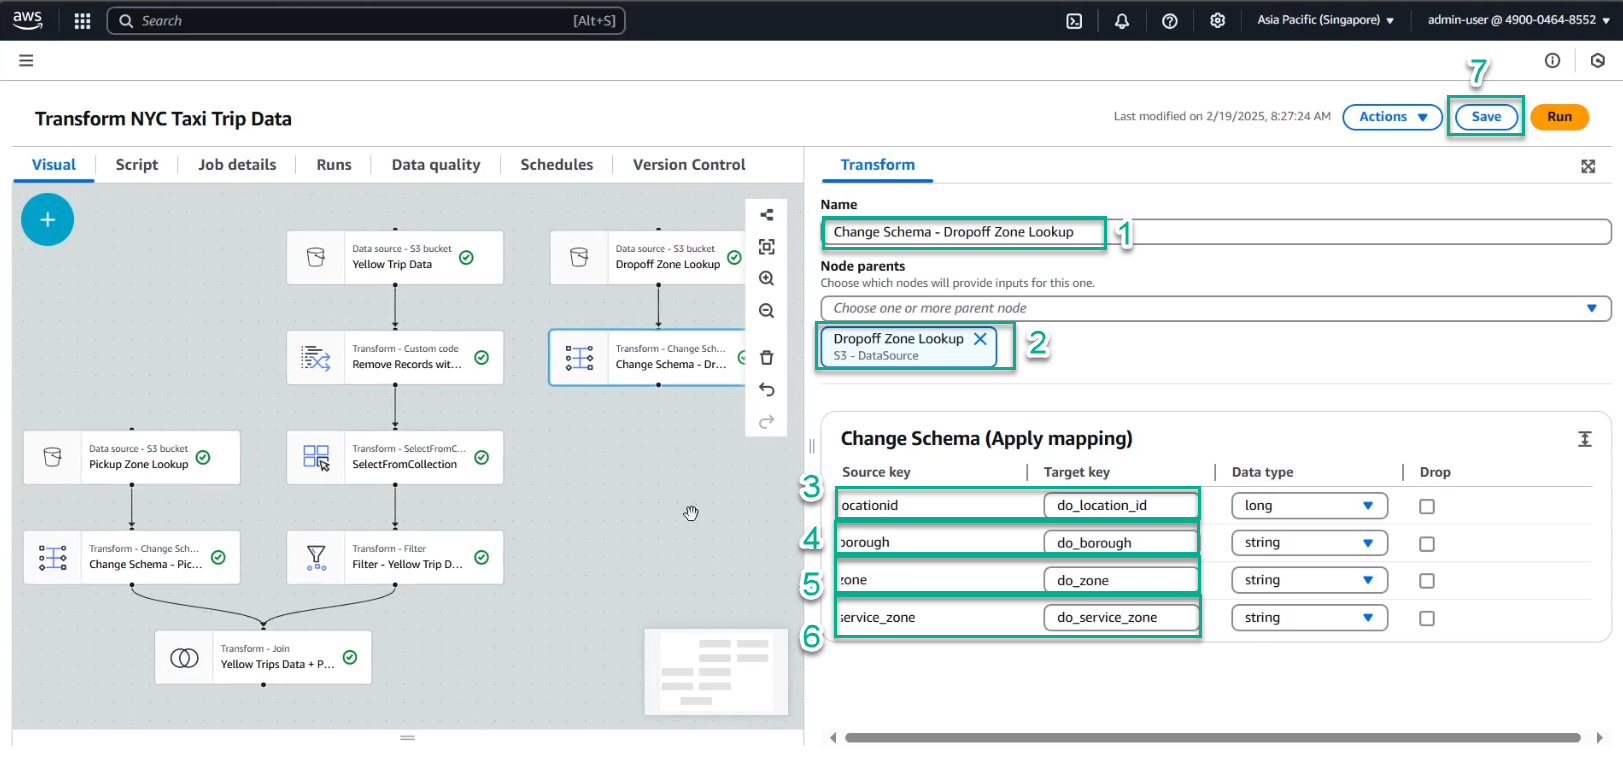 aws
Search
[Alt+S]
Asia Pacific (Singapore)
admin-user @ 4900-0464-8552
7
Transform NYC Taxi Trip Data
Last modified on 2/19/2025, 8:27:24 AM
Actions
Save
Run
Visual
Script
Job details
Runs
Data quality
Schedules
Version Control
Data source - S3 bucket
Yellow Trip Data
Data source - S3 bucket
Dropoff Zone Lookup
Transform - Custom code
Remove Records wit...
Transform - Change Sch...
Change Schema - Dr...
Data source - S3 bucket
Pickup Zone Lookup
Transform - SelectFromC...
SelectFromCollection
Transform - Change Sch...
Change Schema - Pic...
Transform - Filter
Filter - Yellow Trip D...
Transform - Join
Yellow Trips Data + P...
Transform
Name
Change Schema - Dropoff Zone Lookup
1
Node parents
Choose which nodes will provide inputs for this one.
Choose one or more parent node
Dropoff Zone Lookup
S3 - DataSource
2
Change Schema (Apply mapping)
Source key
Target key
Data type
Drop
3
ocationid
do_location_id
long
4
borough
do_borough
string
5
zone
do_zone
string
6
service_zone
do_service_zone
string